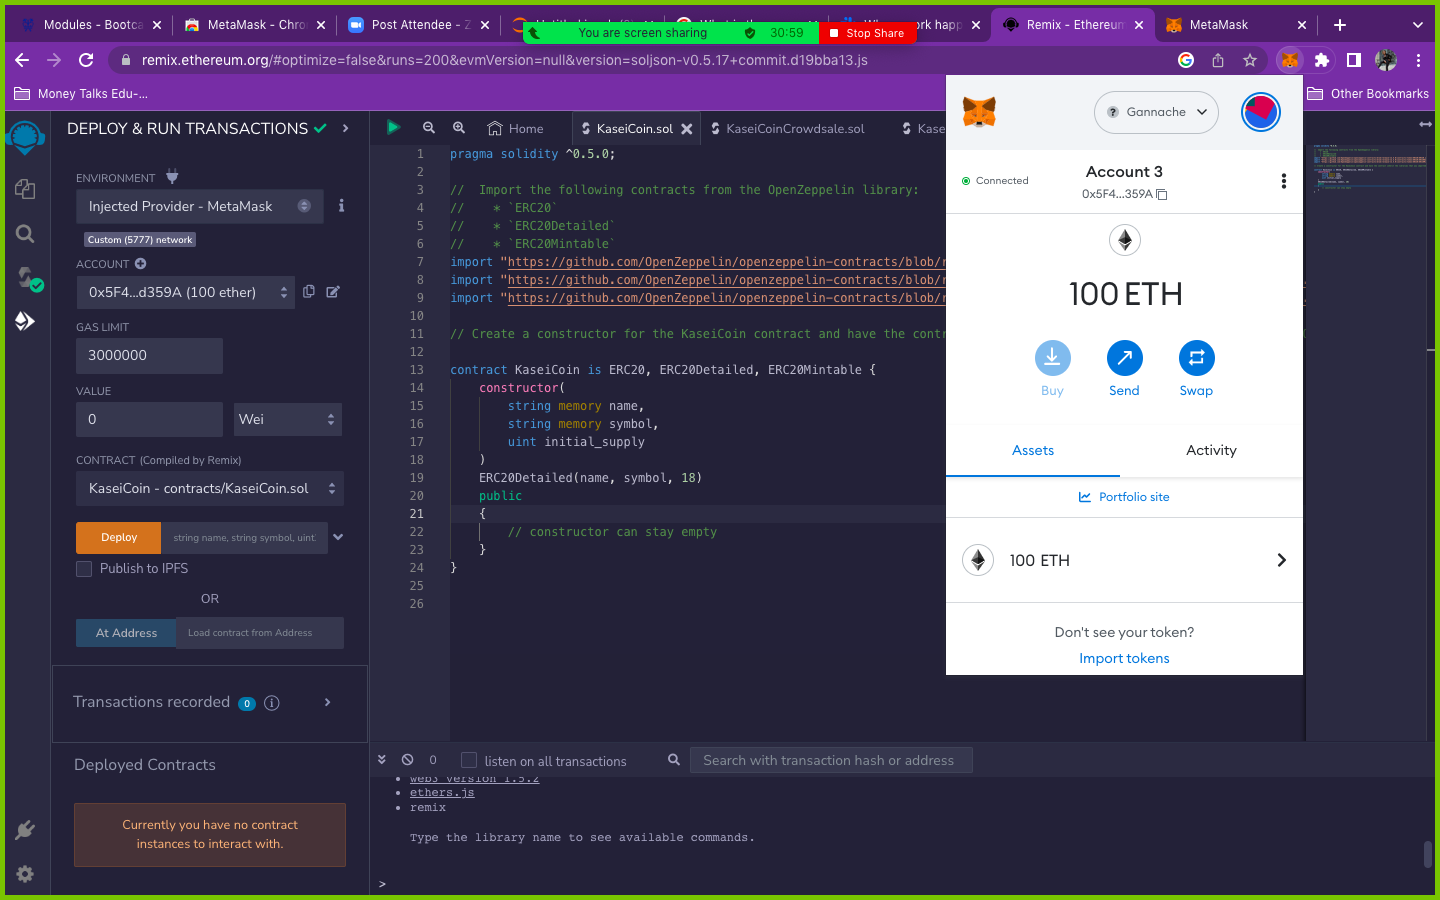 Modules - Bootca
MetaMask - Chro
Post Attendee - Z
Remix - Ethereum
MetaMask
You are screen sharing
30:59
Stop Share
remix.ethereum.org/#optimize=false&runs=200&evmVersion=null&version=soljson-v0.5.17+commit.d19bba13.js
Money Talks Edu-...
Other Bookmarks
DEPLOY & RUN TRANSACTIONS
ENVIRONMENT
Injected Provider - MetaMask
Custom (5777) network
ACCOUNT
0x5F4...d359A (100 ether)
GAS LIMIT
3000000
VALUE
0
Wei
CONTRACT (Compiled by Remix)
KaseiCoin - contracts/KaseiCoin.sol
Deploy
string name, string symbol, uint
Publish to IPFS
OR
At Address
Load contract from Address
Transactions recorded 0
Deployed Contracts
Currently you have no contract
instances to interact with.
Home
KaseiCoin.sol
KaseiCoinCrowdsale.sol
Kase
1 pragma solidity ^0.5.0;
2
3 //  Import the following contracts from the OpenZeppelin library:
4 //    * `ERC20`
5 //    * `ERC20Detailed`
6 //    * `ERC20Mintable`
7 import "https://github.com/OpenZeppelin/openzeppelin-contracts/blob/r
8 import "https://github.com/OpenZeppelin/openzeppelin-contracts/blob/r
9 import "https://github.com/OpenZeppelin/openzeppelin-contracts/blob/r
10
11 // Create a constructor for the KaseiCoin contract and have the contr
12
13 contract KaseiCoin is ERC20, ERC20Detailed, ERC20Mintable {
14     constructor(
15         string memory name,
16         string memory symbol,
17         uint initial_supply
18     )
19     ERC20Detailed(name, symbol, 18)
20     public
21     {
22         // constructor can stay empty
23     }
24 }
25
26
Gannache
Connected
Account 3
0x5F4...359A
100 ETH
Buy
Send
Swap
Assets
Activity
Portfolio site
100 ETH
Don't see your token?
Import tokens
0
listen on all transactions
Search with transaction hash or address
web3 version 1.5.2
ethers.js
remix
Type the library name to see available commands.
>